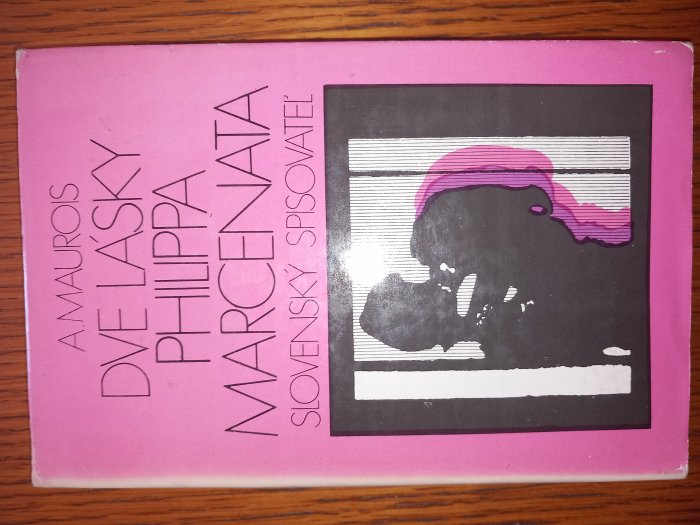 A. MAUROIS
DVE LÁSKY
PHILIPPA
MARCENATA
SLOVENSKÝ SPISOVATEĽ